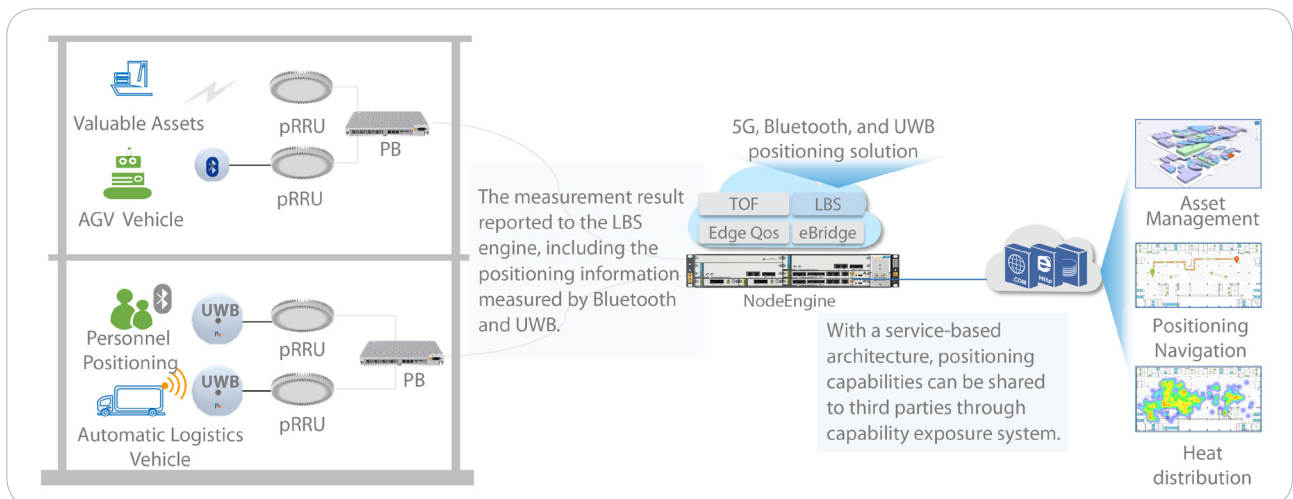 Valuable Assets
pRRU
PB
AGV Vehicle
pRRU
Personnel
Positioning
UWB
pRRU
PB
Automatic Logistics
Vehicle
UWB
pRRU
The measurement result
reported to the LBS
engine, including the
positioning information
measured by Bluetooth
and UWB.
5G, Bluetooth, and UWB
positioning solution
TOF
LBS
Edge Qos
eBridge
NodeEngine
With a service-based
architecture, positioning
capabilities can be shared
to third parties through
capability exposure system.
.COM
Http
Asset
Management
Positioning
Navigation
Heat
distribution